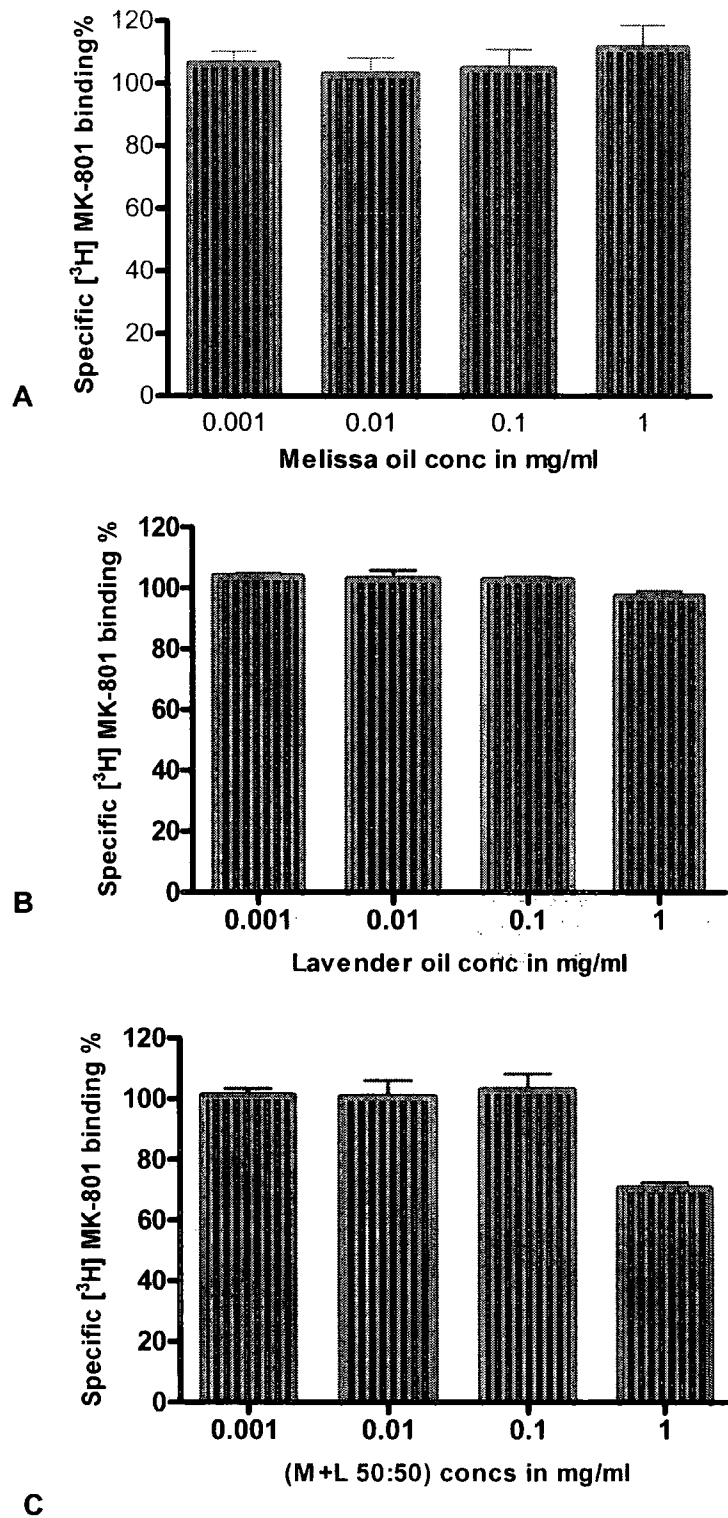 Specific [³H] MK-801 binding%
120
100
80
60
40
20
0
0.001 0.01 0.1 1
Melissa oil conc in mg/ml
A
Specific [³H] MK-801 binding %
120
100
80
60
40
20
0
0.001 0.01 0.1 1
Lavender oil conc in mg/ml
B
Specific [³H] MK-801 binding %
120
100
80
60
40
20
0
0.001 0.01 0.1 1
(M+L 50:50) concs in mg/ml
C